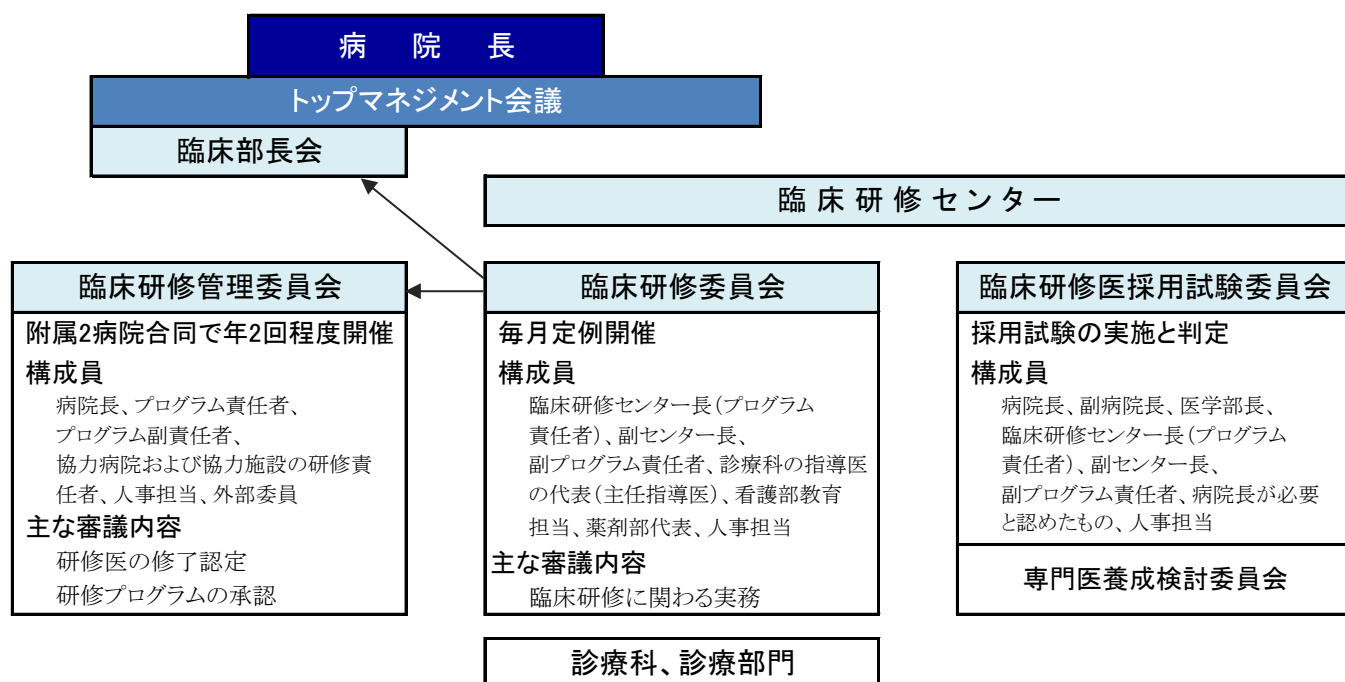 病 院 長
トップマネジメント会議
臨床部長会
臨床研修センター
臨床研修管理委員会
附属2病院合同で年2回程度開催
構成員
病院長、プログラム責任者、
プログラム副責任者、
協力病院および協力施設の研修責
任者、人事担当、外部委員
主な審議内容
研修医の修了認定
研修プログラムの承認
臨床研修委員会
毎月定例開催
構成員
臨床研修センター長(プログラム
責任者)、副センター長、
副プログラム責任者、診療科の指導医
の代表(主任指導医)、看護部教育
担当、薬剤部代表、人事担当
主な審議内容
臨床研修に関わる実務
臨床研修医採用試験委員会
採用試験の実施と判定
構成員
病院長、副病院長、医学部長、
臨床研修センター長(プログラム
責任者)、副センター長、
副プログラム責任者、病院長が必要
と認めたもの、人事担当
専門医養成検討委員会
診療科、診療部門